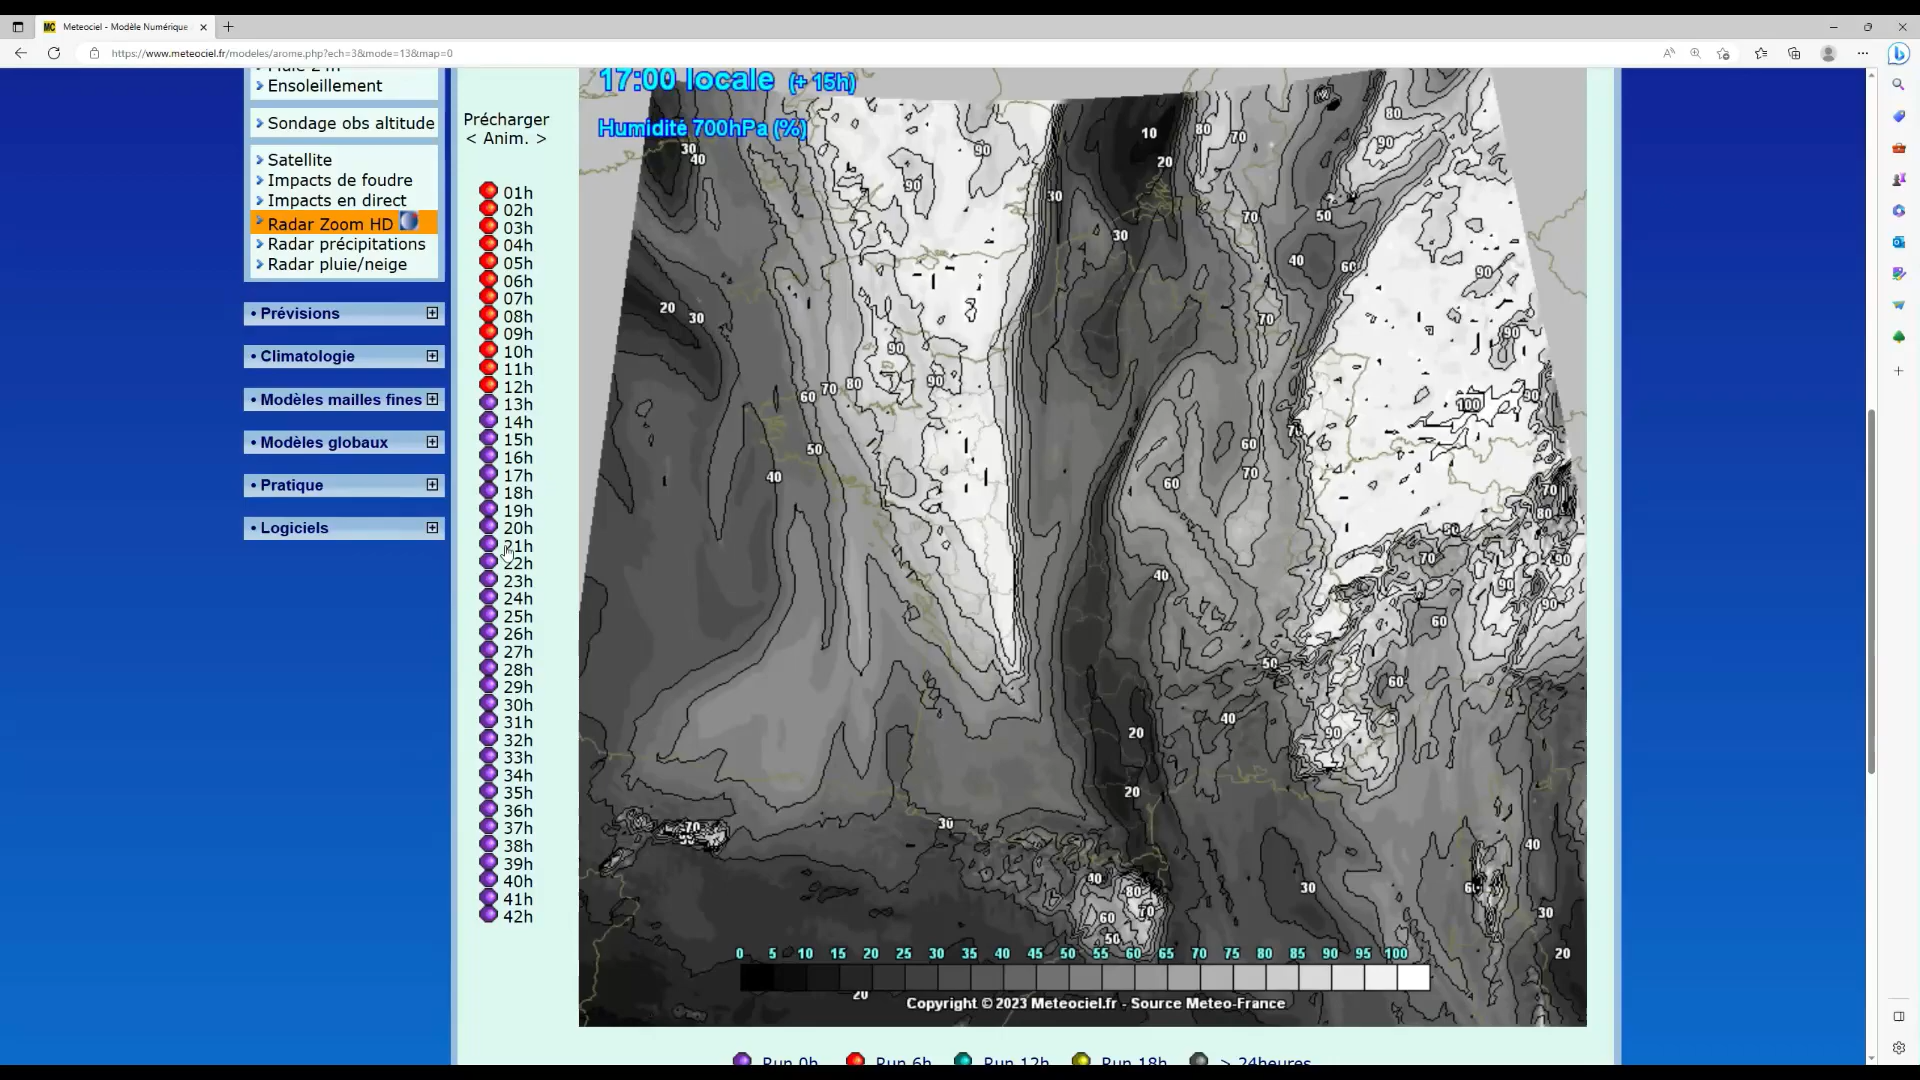 Meteociel - Modèle Numérique
https://www.meteociel.fr/modeles/arome.php?ech=3&mode=13&map=0
Ensoleillement
Sondage obs altitude
Satellite
Impacts de foudre
Impacts en direct
Radar Zoom HD
Radar précipitations
Radar pluie/neige
• Prévisions
• Climatologie
• Modèles mailles fines
• Modèles globaux
• Pratique
• Logiciels
Précharger
< Anim. >
01h
02h
03h
04h
05h
06h
07h
08h
09h
10h
11h
12h
13h
14h
15h
16h
17h
18h
19h
20h
21h
22h
23h
24h
25h
26h
27h
28h
29h
30h
31h
32h
33h
34h
35h
36h
37h
38h
39h
40h
41h
42h
17:00 locale (+ 15h)
Humidité 700hPa (%)
0 5 10 15 20 25 30 35 40 45 50 55 60 65 70 75 80 85 90 95 100
Copyright © 2023 Meteociel.fr - Source Meteo-France
Run 0h Run 6h Run 12h Run 18h > 24heures